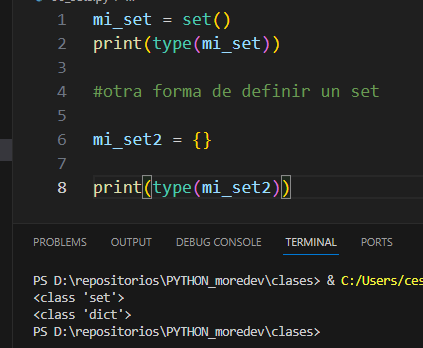 1 mi_set = set()
2 print(type(mi_set))
3
4 #otra forma de definir un set
5
6 mi_set2 = {}
7
8 print(type(mi_set2))
PROBLEMS OUTPUT DEBUG CONSOLE TERMINAL PORTS
PS D:\repositorios\PYTHON_moredev\clases> & C:/Users/ces
<class 'set'>
<class 'dict'>
PS D:\repositorios\PYTHON_moredev\clases>